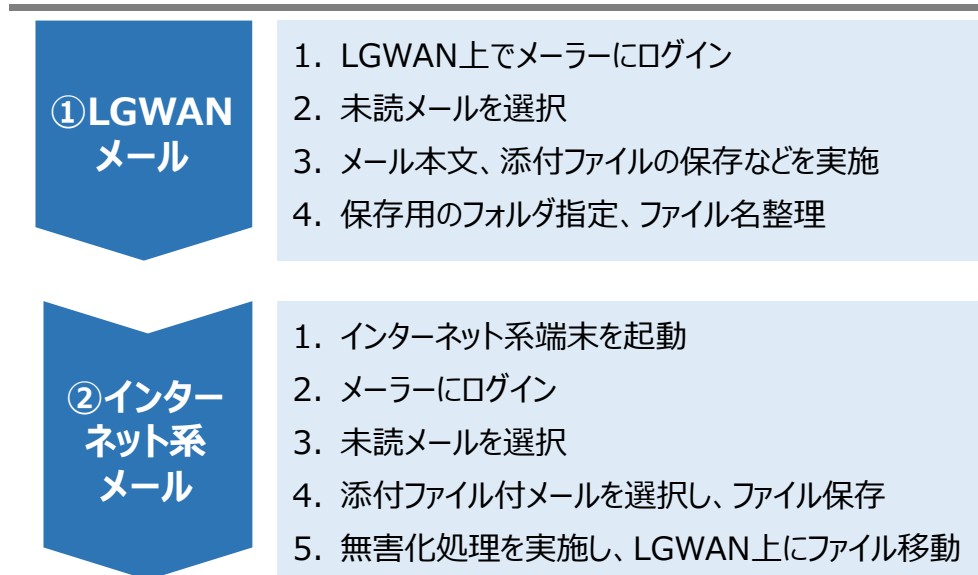 ①LGWAN
メール
1. LGWAN上でメーラーにログイン
2. 未読メールを選択
3. メール本文、添付ファイルの保存などを実施
4. 保存用のフォルダ指定、ファイル名整理
②インター
ネット系
メール
1. インターネット系端末を起動
2. メーラーにログイン
3. 未読メールを選択
4. 添付ファイル付メールを選択し、ファイル保存
5. 無害化処理を実施し、LGWAN上にファイル移動